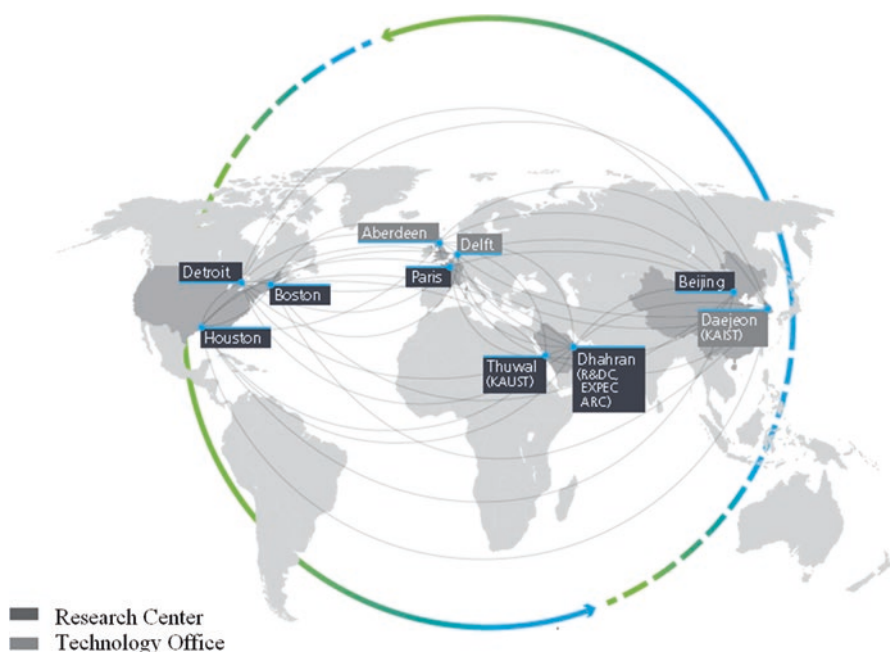 Aberdeen
Delft
Detroit
Paris
Beijing
Boston
Daejeon
(KAIST)
Houston
Thuwal
(KAUST)
Dhahran
(R&DC
EXPEC
ARC)
Research Center
Technology Office